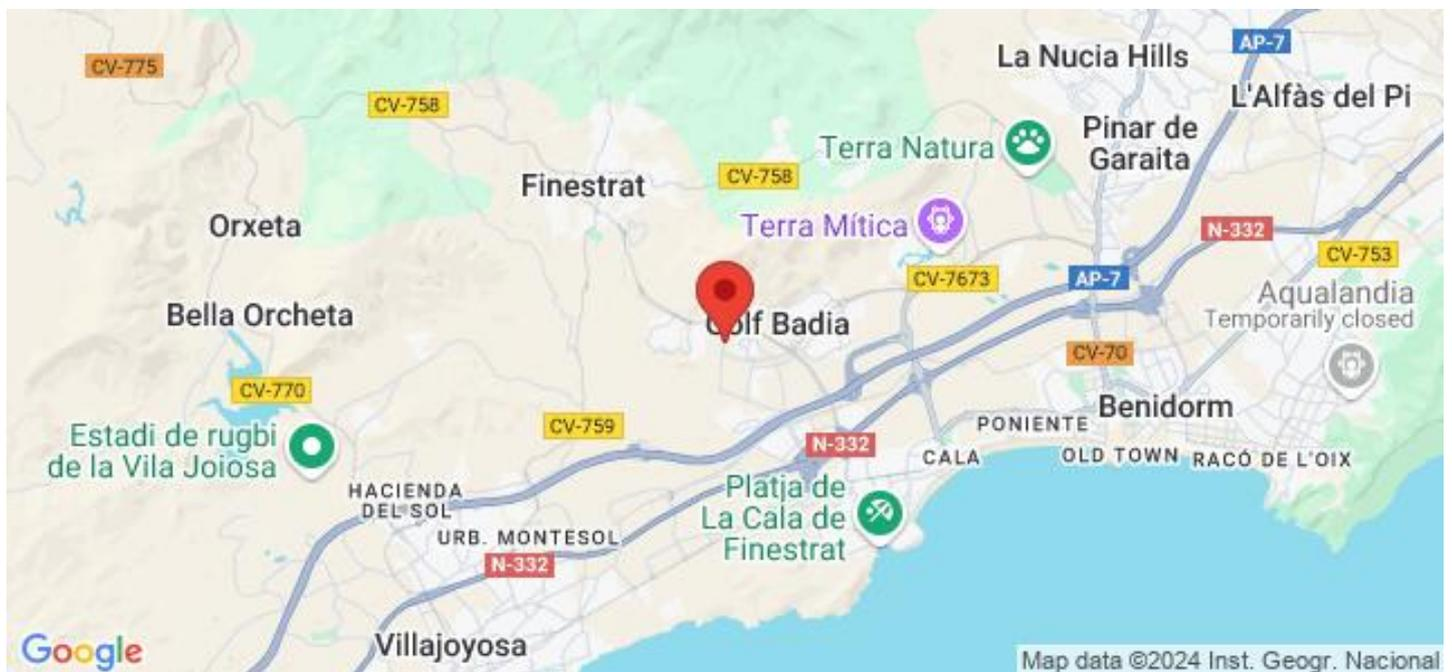 AP-7
La Nucia Hills
CV-775
CV-758
L'Alfàs del Pi
Pinar de
Garaita
Terra Natura
CV-758
Finestrat
Terra Mítica
Orxeta
N-332
CV-753
CV-7673
AP-7
Aqualandia
Temporarily closed
Bella Orcheta
Golf Badia
CV-70
CV-770
Benidorm
CV-759
PONIENTE
Estadi de rugbi
de la Vila Joiosa
N-332
CALA
OLD TOWN
RACÓ DE L'OIX
HACIENDA
DEL SOL
Platja de
La Cala de
Finestrat
URB. MONTESOL
N-332
Villajoyosa
Google
Map data ©2024 Inst. Geogr. Nacional